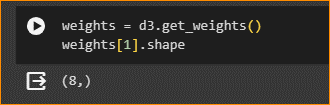 weights = d3.get_weights()
weights[1].shape
(8,)